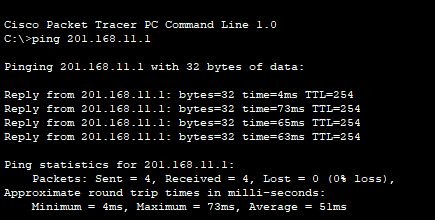 Cisco Packet Tracer PC Command Line 1.0
C:\>ping 201.168.11.1
Pinging 201.168.11.1 with 32 bytes of data:
Reply from 201.168.11.1: bytes=32 time=4ms TTL=254
Reply from 201.168.11.1: bytes=32 time=73ms TTL=254
Reply from 201.168.11.1: bytes=32 time=65ms TTL=254
Reply from 201.168.11.1: bytes=32 time=63ms TTL=254
Ping statistics for 201.168.11.1:
Packets: Sent = 4, Received = 4, Lost = 0 (0% loss),
Approximate round trip times in milli-seconds:
Minimum = 4ms, Maximum = 73ms, Average = 51ms